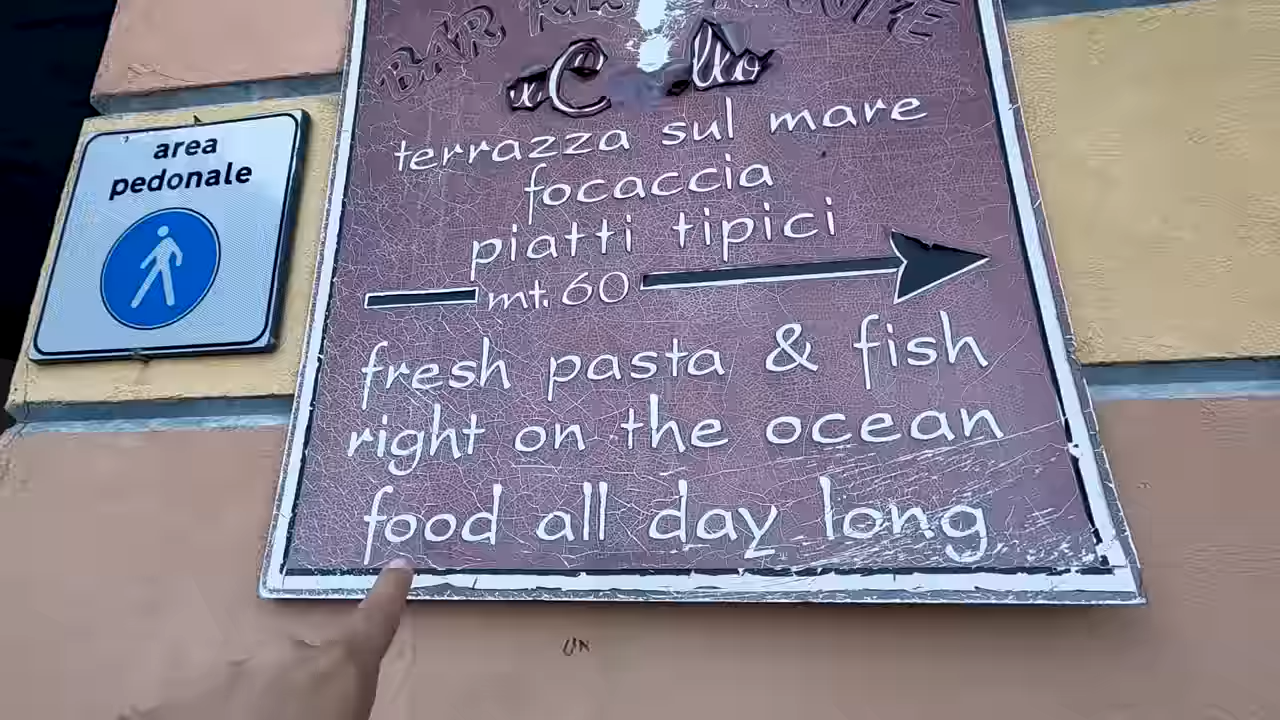 area
pedonale
BAR
terrazza sul mare
focaccia
piatti tipici
mt. 60
fresh pasta & fish
right on the ocean
food all day long